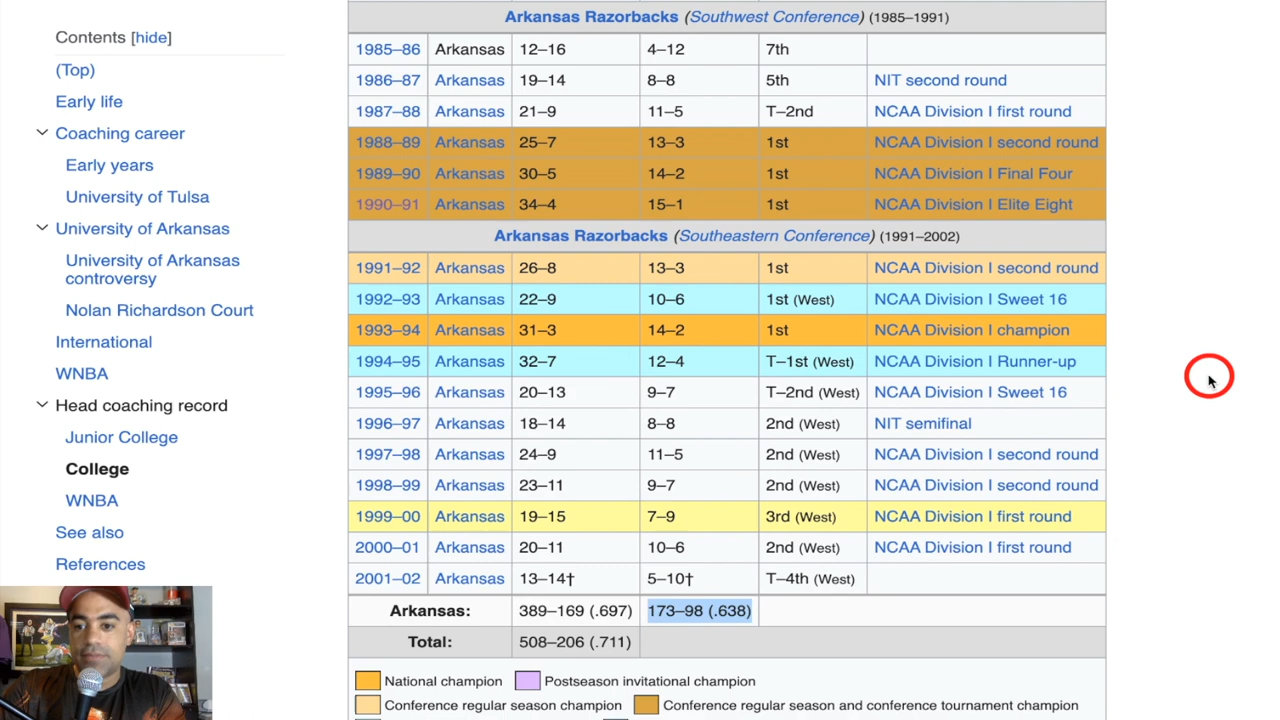 Contents [hide]
(Top)
Early life
Coaching career
Early years
University of Tulsa
University of Arkansas
University of Arkansas
controversy
Nolan Richardson Court
International
WNBA
Head coaching record
Junior College
College
WNBA
See also
References
Arkansas Razorbacks (Southwest Conference) (1985–1991)
1985–86 Arkansas 12–16 4–12 7th
1986–87 Arkansas 19–14 8–8 5th NIT second round
1987–88 Arkansas 21–9 11–5 T–2nd NCAA Division I first round
1988–89 Arkansas 25–7 13–3 1st NCAA Division I second round
1989–90 Arkansas 30–5 14–2 1st NCAA Division I Final Four
1990–91 Arkansas 34–4 15–1 1st NCAA Division I Elite Eight
Arkansas Razorbacks (Southeastern Conference) (1991–2002)
1991–92 Arkansas 26–8 13–3 1st NCAA Division I second round
1992–93 Arkansas 22–9 10–6 1st (West) NCAA Division I Sweet 16
1993–94 Arkansas 31–3 14–2 1st NCAA Division I champion
1994–95 Arkansas 32–7 12–4 T–1st (West) NCAA Division I Runner-up
1995–96 Arkansas 20–13 9–7 T–2nd (West) NCAA Division I Sweet 16
1996–97 Arkansas 18–14 8–8 2nd (West) NIT semifinal
1997–98 Arkansas 24–9 11–5 2nd (West) NCAA Division I second round
1998–99 Arkansas 23–11 9–7 2nd (West) NCAA Division I second round
1999–00 Arkansas 19–15 7–9 3rd (West) NCAA Division I first round
2000–01 Arkansas 20–11 10–6 2nd (West) NCAA Division I first round
2001–02 Arkansas 13–14† 5–10† T–4th (West)
Arkansas: 389–169 (.697) 173–98 (.638)
Total: 508–206 (.711)
National champion Postseason invitational champion
Conference regular season champion Conference regular season and conference tournament champion